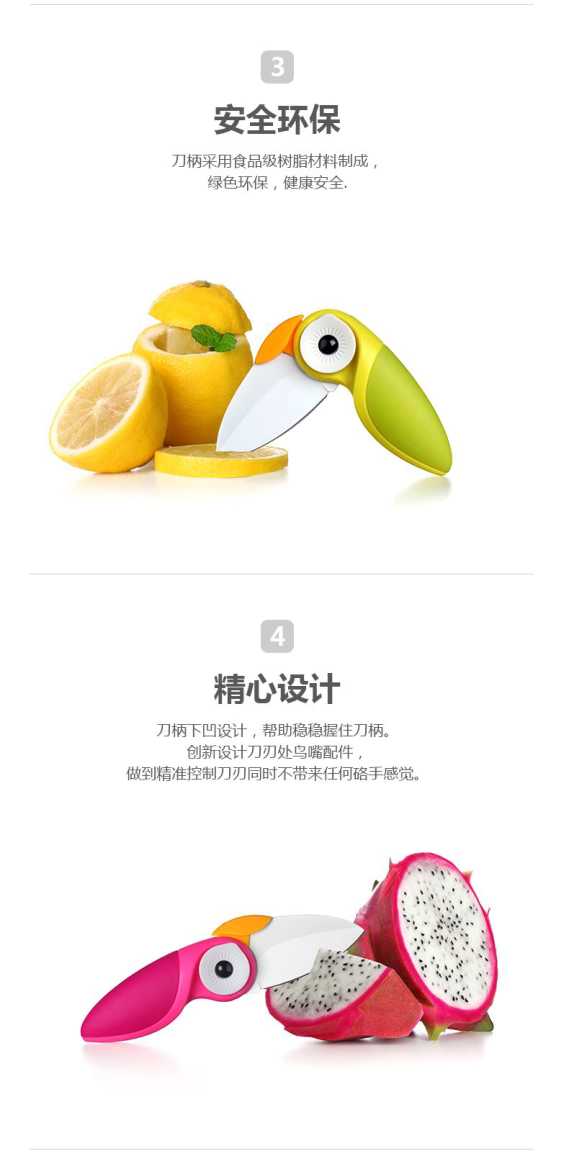 3
安全环保
刀柄采用食品级树脂材料制成，
绿色环保，健康安全.
4
精心设计
刀柄下凹设计，帮助稳稳握住刀柄。
创新设计刀刃处鸟嘴配件，
做到精准控制刀刃同时不带来任何硌手感觉。